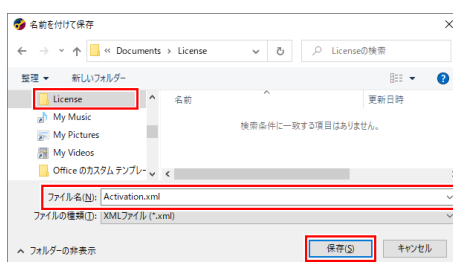 名前を付けて保存
« Documents › License
Licenseの検索
整理 新しいフォルダー
License
My Music
My Pictures
My Videos
Office のカスタム テンプレー
名前 更新日時
検索条件に一致する項目はありません。
ファイル名(N): Activation.xml
ファイルの種類(T): XMLファイル (*.xml)
フォルダーの非表示
保存(S) キャンセル